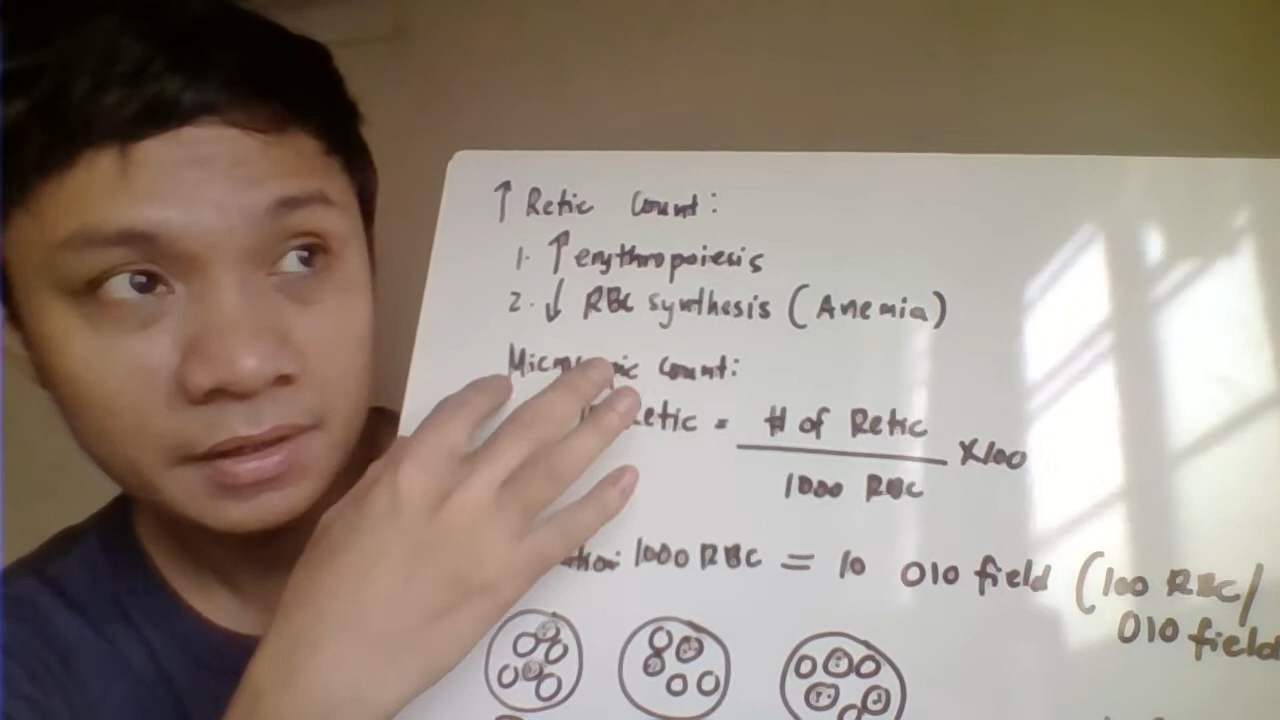 ↑ Retic Count:
1. ↑ erythropoiesis
2. ↓ RBC synthesis (Anemia)
count:
Retic = # of Retic x100
1000 RBC
1000 RBC = 10 OIO field (100 RBC/
OIO field